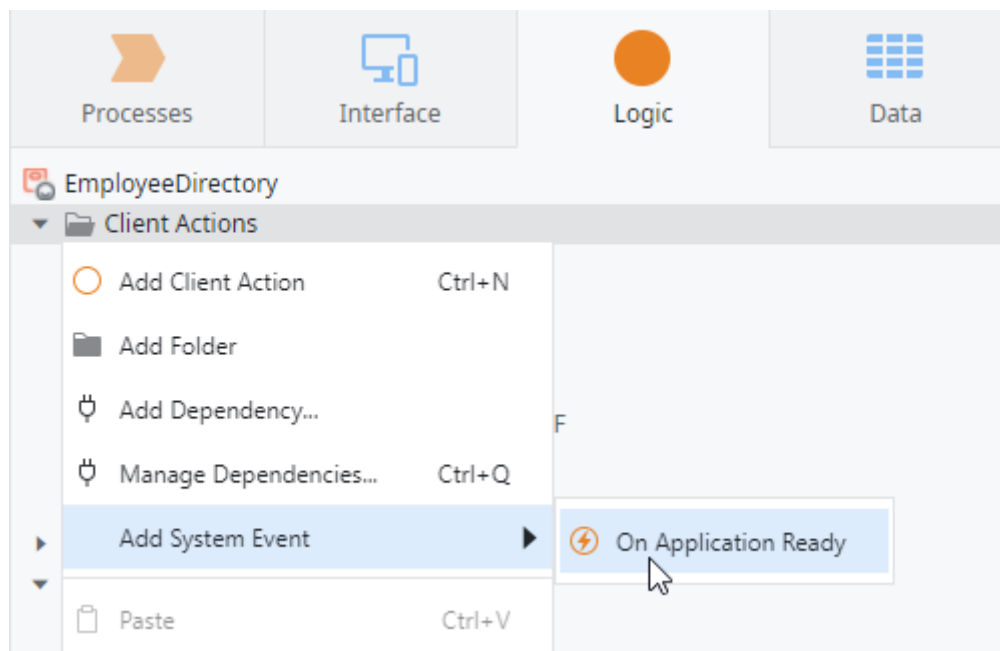 Processes
Interface
Logic
Data
EmployeeDirectory
Client Actions
Add Client Action Ctrl+N
Add Folder
Add Dependency...
Manage Dependencies... Ctrl+Q
F
Add System Event
On Application Ready
Paste Ctrl+V